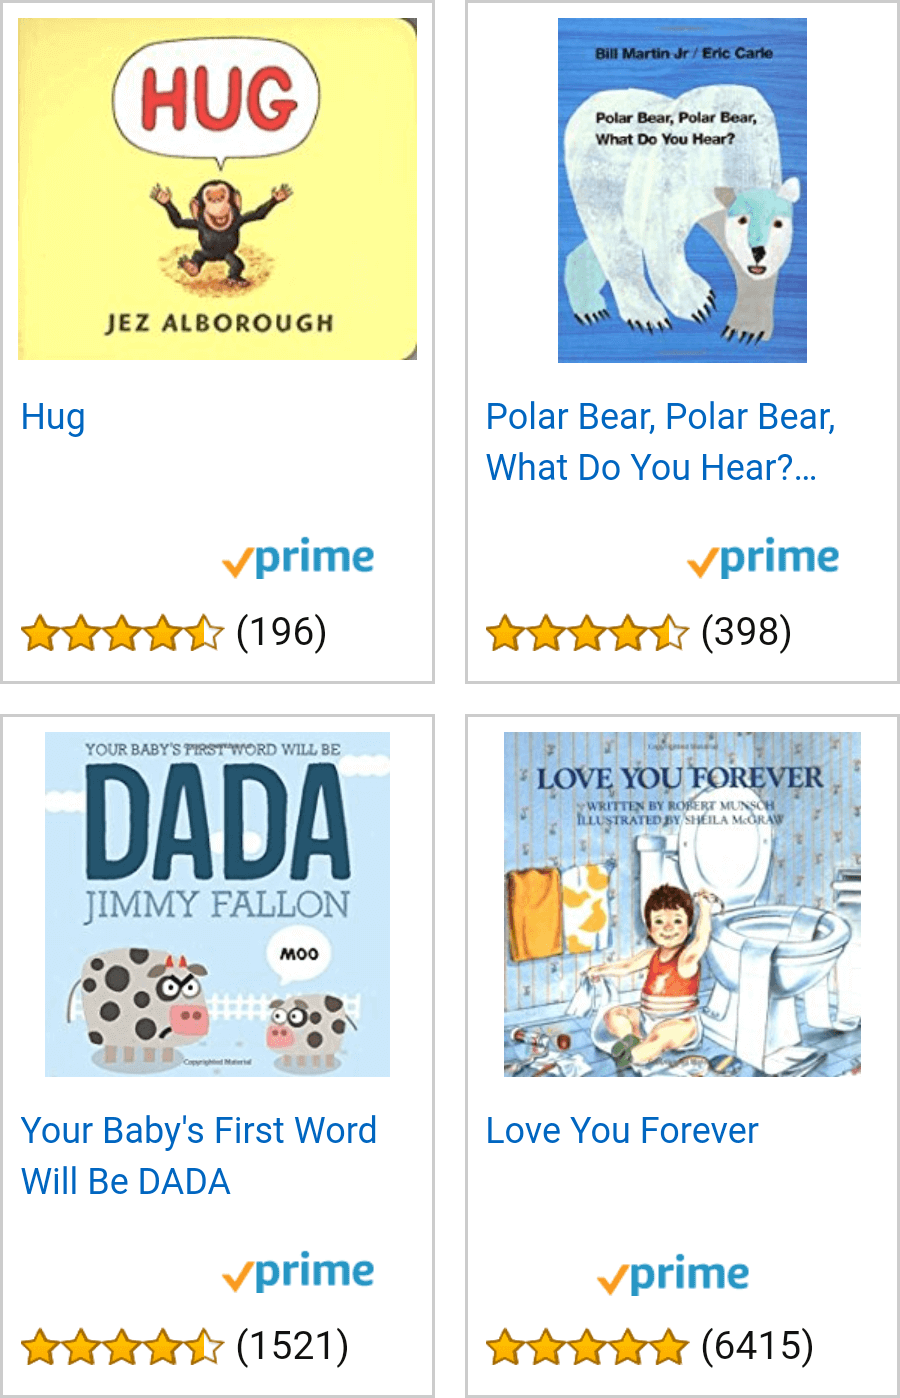 HUG
JEZ ALBOROUGH
Hug
prime
(196)
Bill Martin Jr / Eric Carle
Polar Bear, Polar Bear,
What Do You Hear?
Polar Bear, Polar Bear,
What Do You Hear?...
prime
(398)
YOUR BABY'S FIRST WORD WILL BE
DADA
JIMMY FALLON
MOO
Copyrighted Material
Your Baby's First Word
Will Be DADA
prime
(1521)
Copyrighted Material
LOVE YOU FOREVER
WRITTEN BY ROBERT MUNSCH
ILLUSTRATED BY SHEILA McGRAW
Love You Forever
prime
(6415)